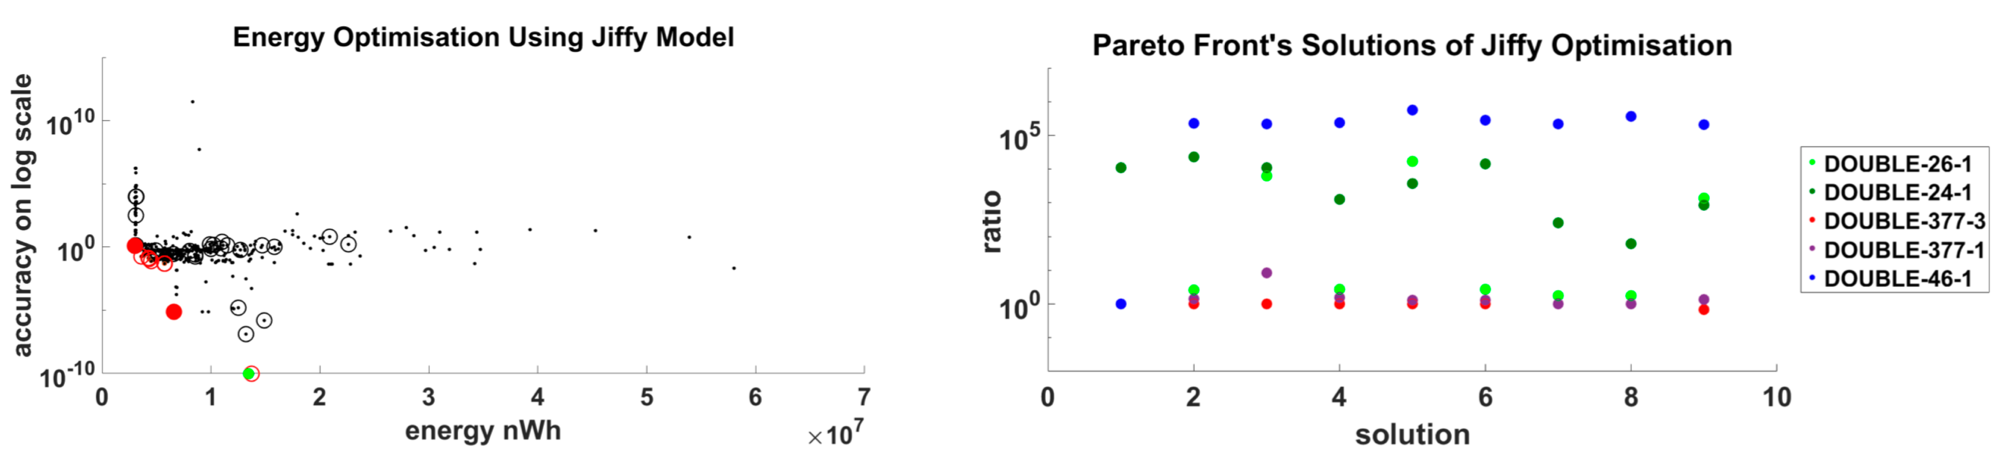 Energy Optimisation Using Jiffy Model
accuracy on log scale
10^10
10^0
10^-10
0 1 2 3 4 5 6 7
energy nWh
×10^7
Pareto Front's Solutions of Jiffy Optimisation
ratio
10^5
10^0
0 2 4 6 8 10
solution
DOUBLE-26-1
DOUBLE-24-1
DOUBLE-377-3
DOUBLE-377-1
DOUBLE-46-1